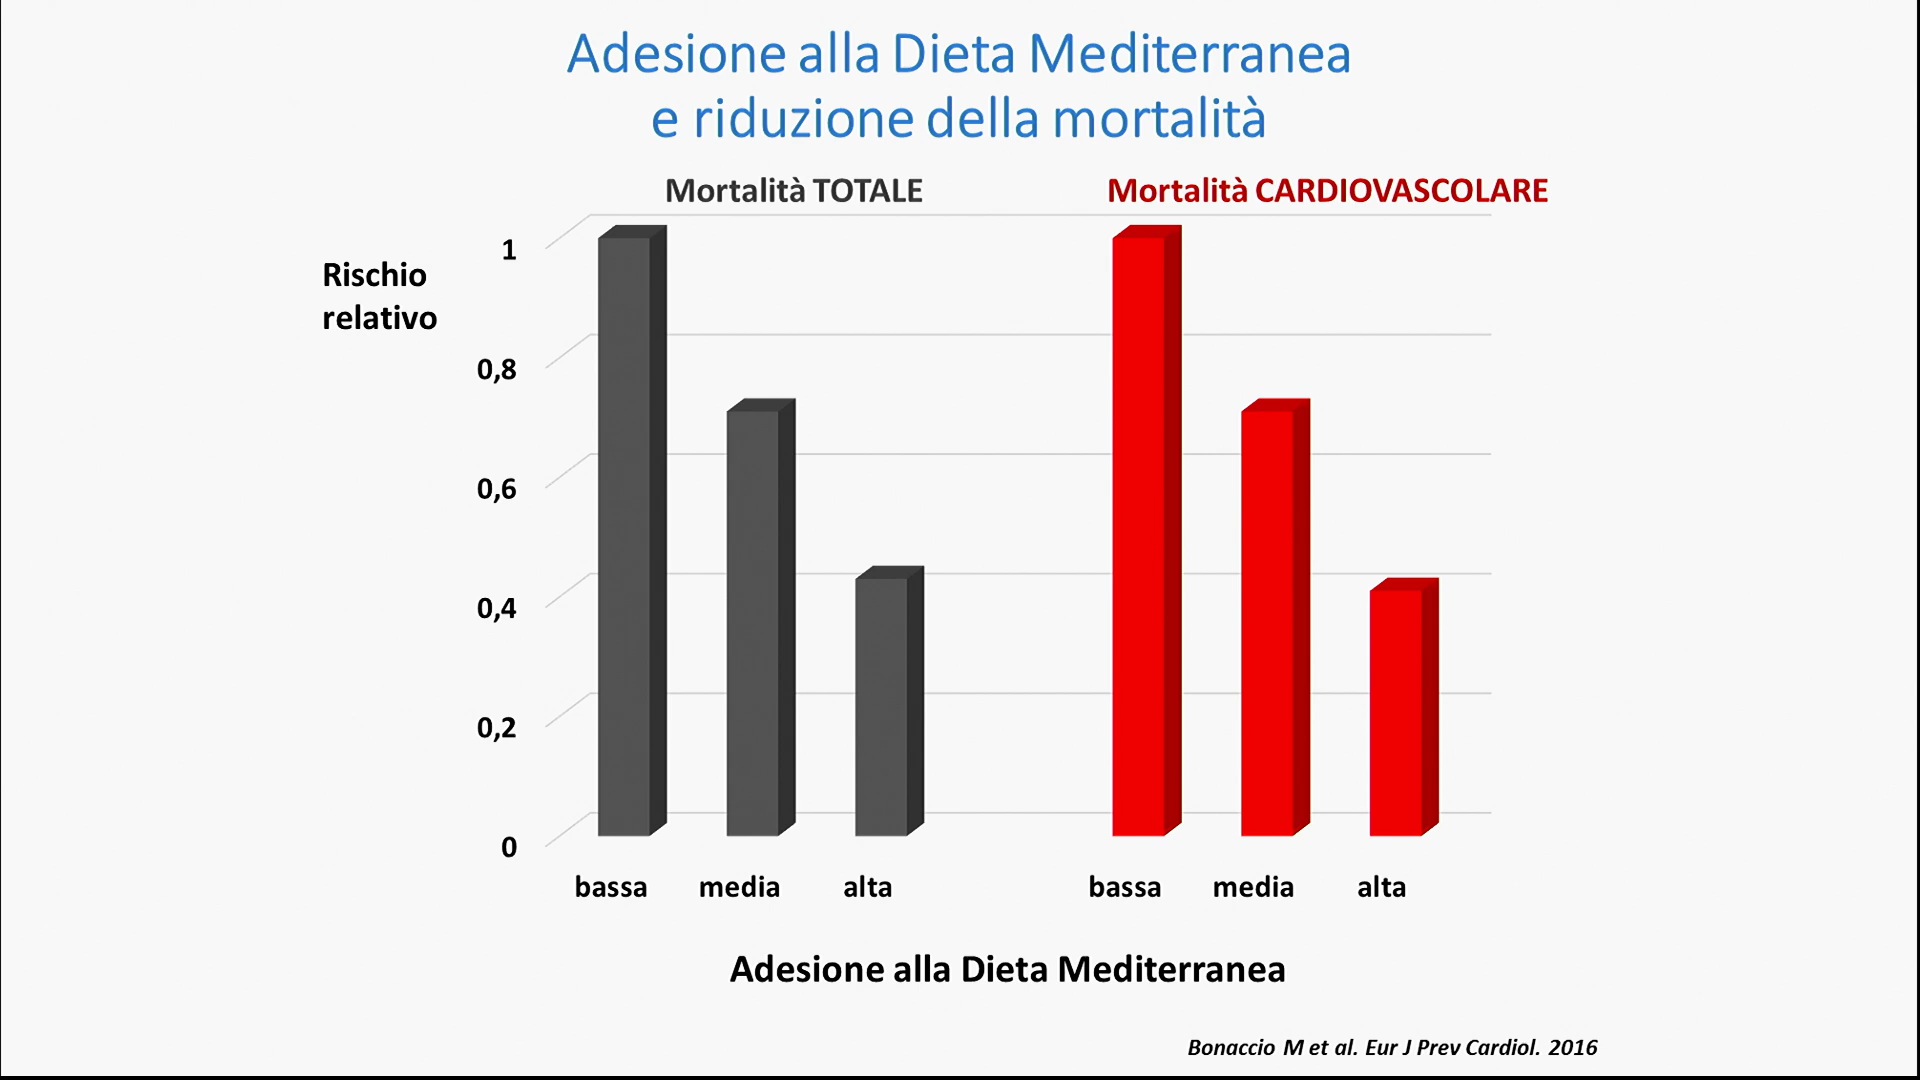 Adesione alla Dieta Mediterranea
e riduzione della mortalità
Mortalità TOTALE
Mortalità CARDIOVASCOLARE
Rischio
relativo
1
0,8
0,6
0,4
0,2
0
bassa media alta
bassa media alta
Adesione alla Dieta Mediterranea
Bonaccio M et al. Eur J Prev Cardiol. 2016